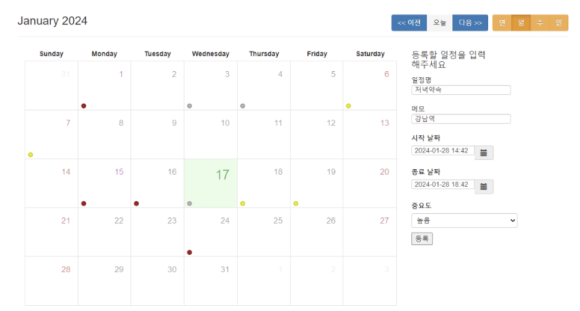 January 2024
<< 이전 오늘 다음 >> 년 월 주 일
Sunday Monday Tuesday Wednesday Thursday Friday Saturday
31 1 2 3 4 5 6
7 8 9 10 11 12 13
14 15 16 17 18 19 20
21 22 23 24 25 26 27
28 29 30 31 1 2 3
등록할 일정을 입력
해주세요
일정명
저녁약속
메모
강남역
시작 날짜
2024-01-26 14:42
종료 날짜
2024-01-26 18:42
중요도
높음
등록